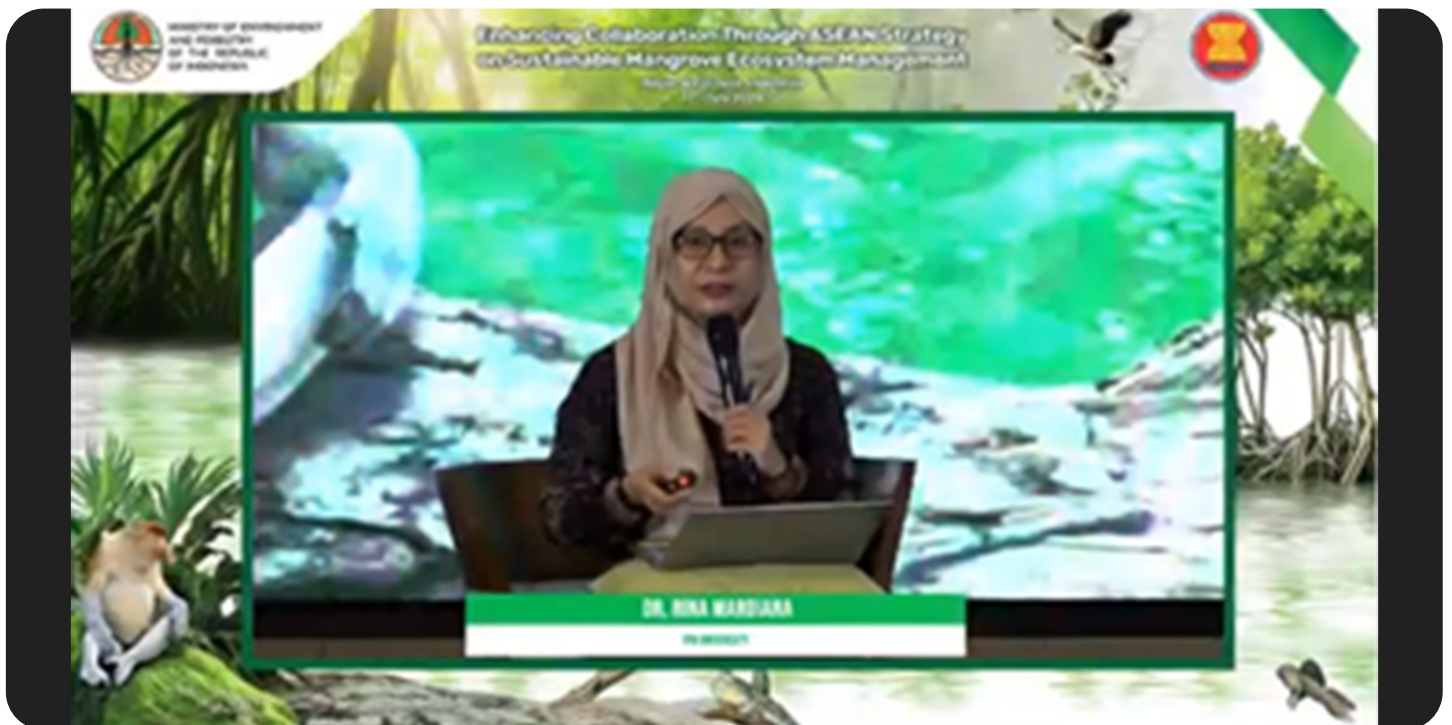 MINISTRY OF ENVIRONMENT
AND FORESTRY
OF THE REPUBLIC
OF INDONESIA
Enhancing Collaboration Through ASEAN Strategy
on Sustainable Mangrove Ecosystem Management
DR. RINA MARDIANA
IPB UNIVERSITY